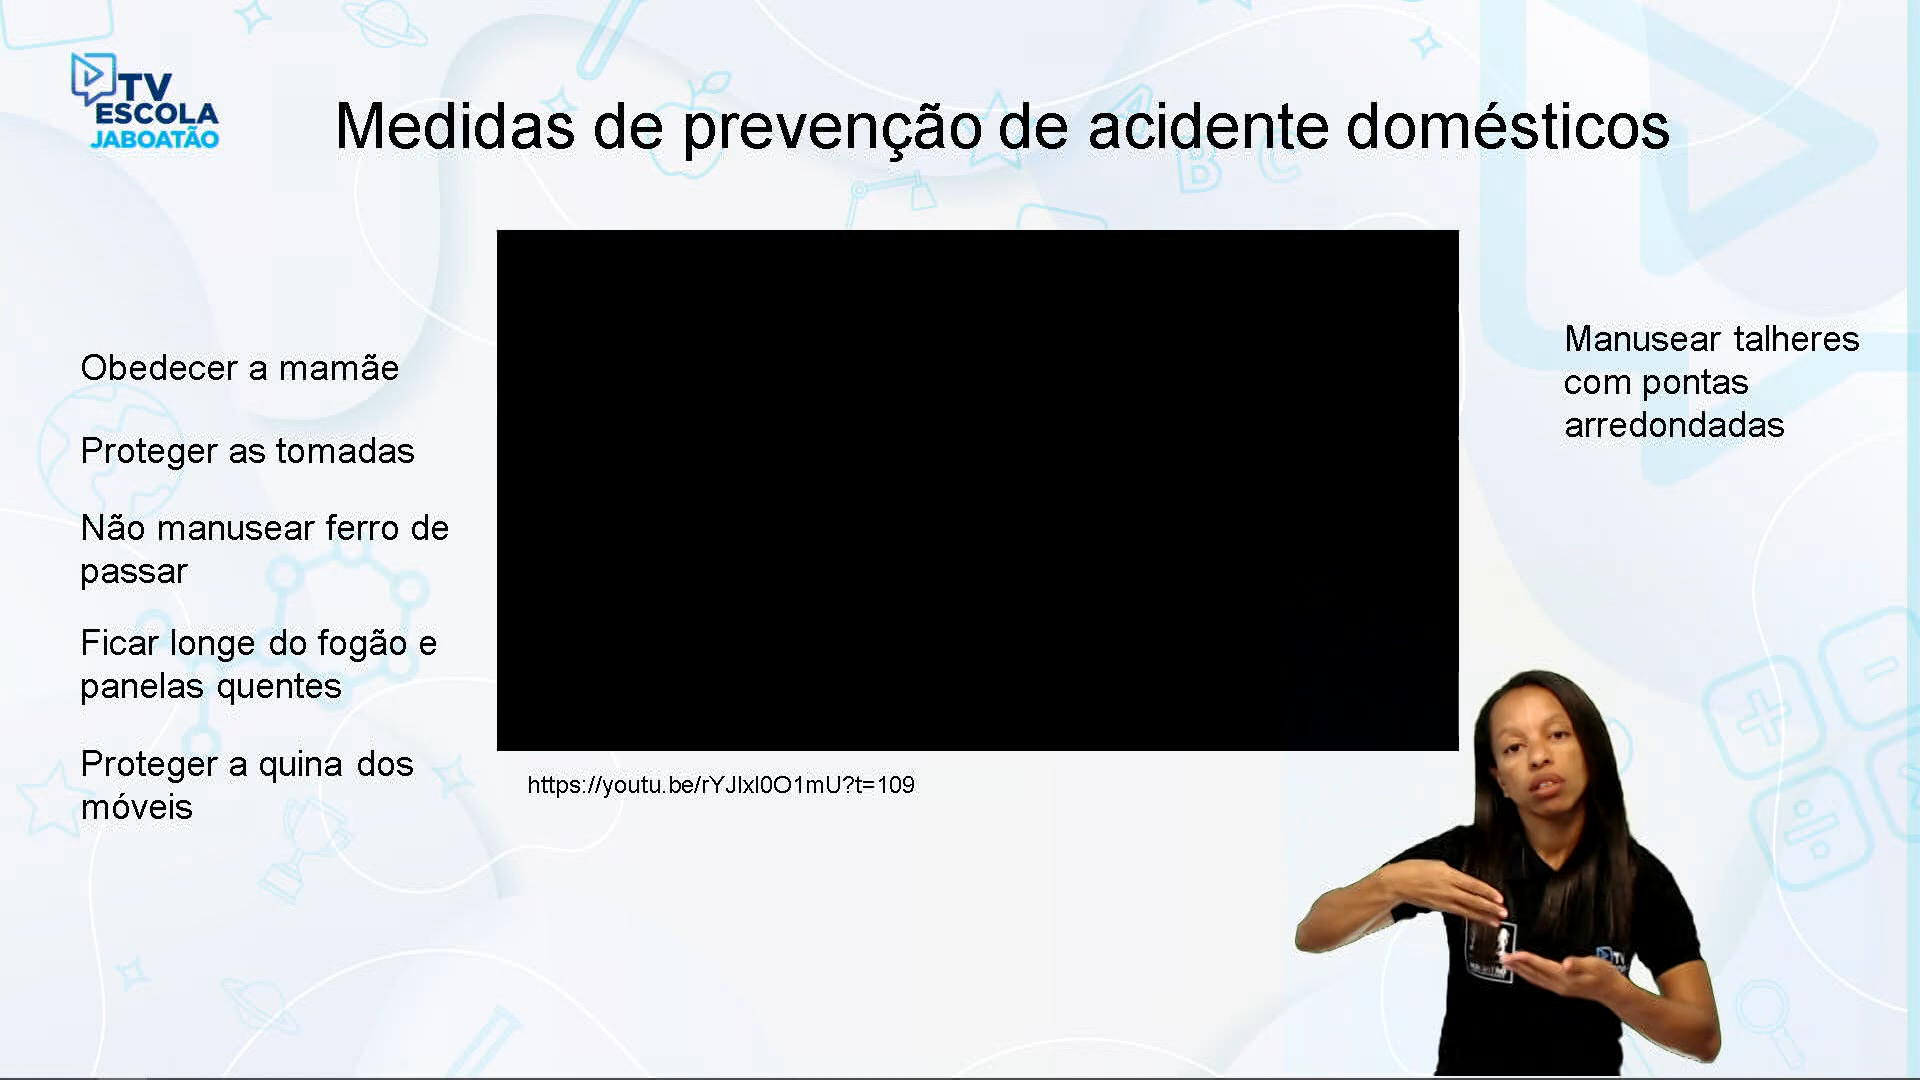 TV
ESCOLA
JABOATÃO
Medidas de prevenção de acidente domésticos
Obedecer a mamãe
Proteger as tomadas
Não manusear ferro de
passar
Ficar longe do fogão e
panelas quentes
Proteger a quina dos
móveis
Manusear talheres
com pontas
arredondadas
https://youtu.be/rYJlxl0O1mU?t=109
A
B C